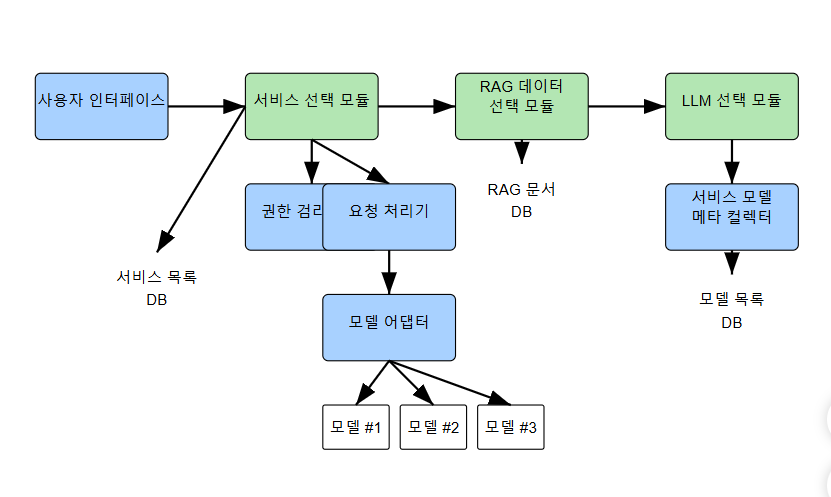 사용자 인터페이스
서비스 선택 모듈
RAG 데이터
선택 모듈
LLM 선택 모듈
권한 검리
요청 처리기
RAG 문서
DB
서비스 모델
메타 컬렉터
서비스 목록
DB
모델 목록
DB
모델 어댑터
모델 #1
모델 #2
모델 #3